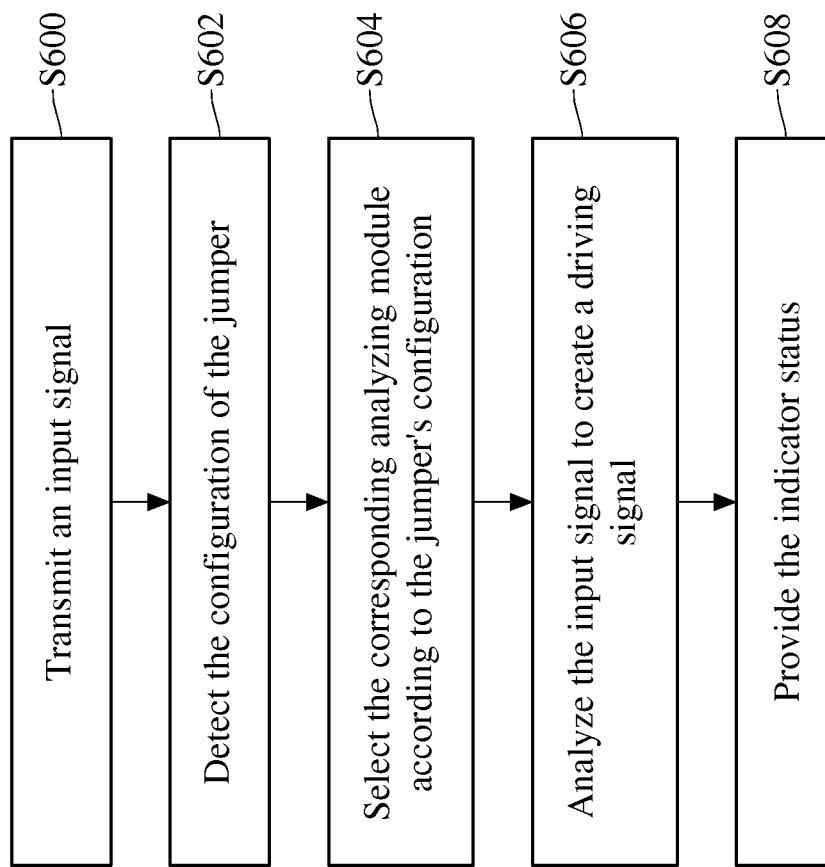 Transmit an input signal
S600
Detect the configuration of the jumper
S602
Select the corresponding analyzing module
according to the jumper's configuration
S604
Analyze the input signal to create a driving
signal
S606
Provide the indicator status
S608